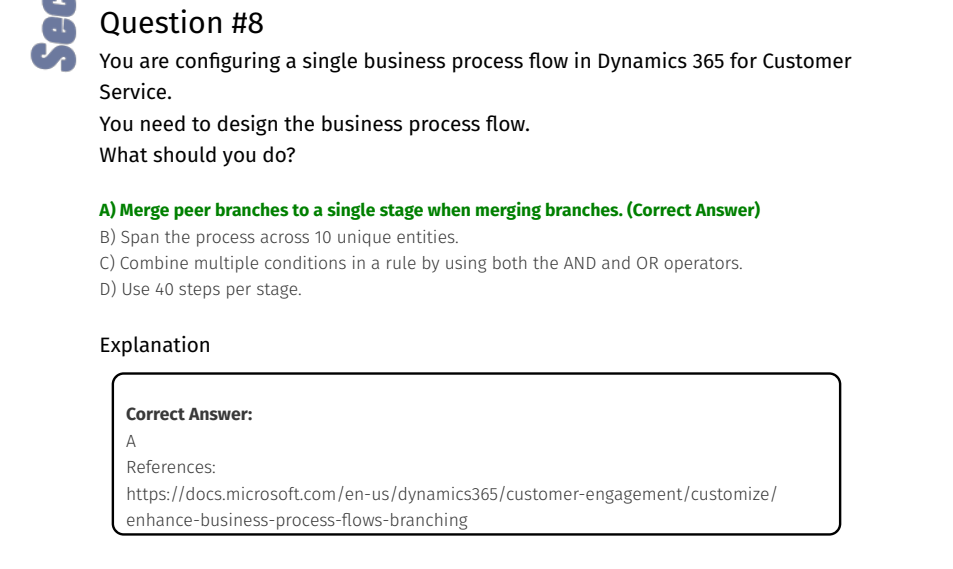 Question #8
You are configuring a single business process flow in Dynamics 365 for Customer
Service.
You need to design the business process flow.
What should you do?
A) Merge peer branches to a single stage when merging branches. (Correct Answer)
B) Span the process across 10 unique entities.
C) Combine multiple conditions in a rule by using both the AND and OR operators.
D) Use 40 steps per stage.
Explanation
Correct Answer:
A
References:
https://docs.microsoft.com/en-us/dynamics365/customer-engagement/customize/
enhance-business-process-flows-branching